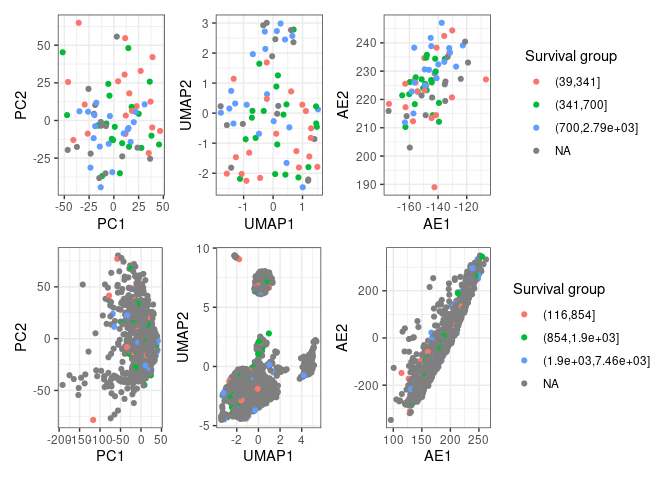 50
25
0
-25
PC2
-50
-25
0
25
50
PC1
3
2
1
0
-1
-2
UMAP2
-1
0
1
UMAP1
240
230
220
210
200
190
AE2
-160
-140
-120
AE1
Survival group
(39,341]
(341,700]
(700,2.79e+03]
NA
50
0
-50
PC2
-200
-150
-100
-50
0
50
PC1
10
5
0
-5
UMAP2
-2
0
2
4
UMAP1
200
0
-200
AE2
100
150
200
250
AE1
Survival group
(116,854]
(854,1.9e+03]
(1.9e+03,7.46e+03]
NA